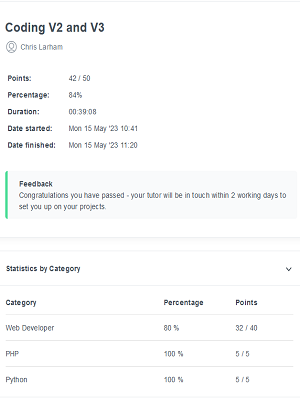 Coding V2 and V3
Chris Larham
Points: 42 / 50
Percentage: 84%
Duration: 00:39:08
Date started: Mon 15 May '23 10:41
Date finished: Mon 15 May '23 11:20
Feedback
Congratulations you have passed - your tutor will be in touch within 2 working days to
set you up on your projects.
Statistics by Category
Category Percentage Points
Web Developer 80 % 32 / 40
PHP 100 % 5 / 5
Python 100 % 5 / 5